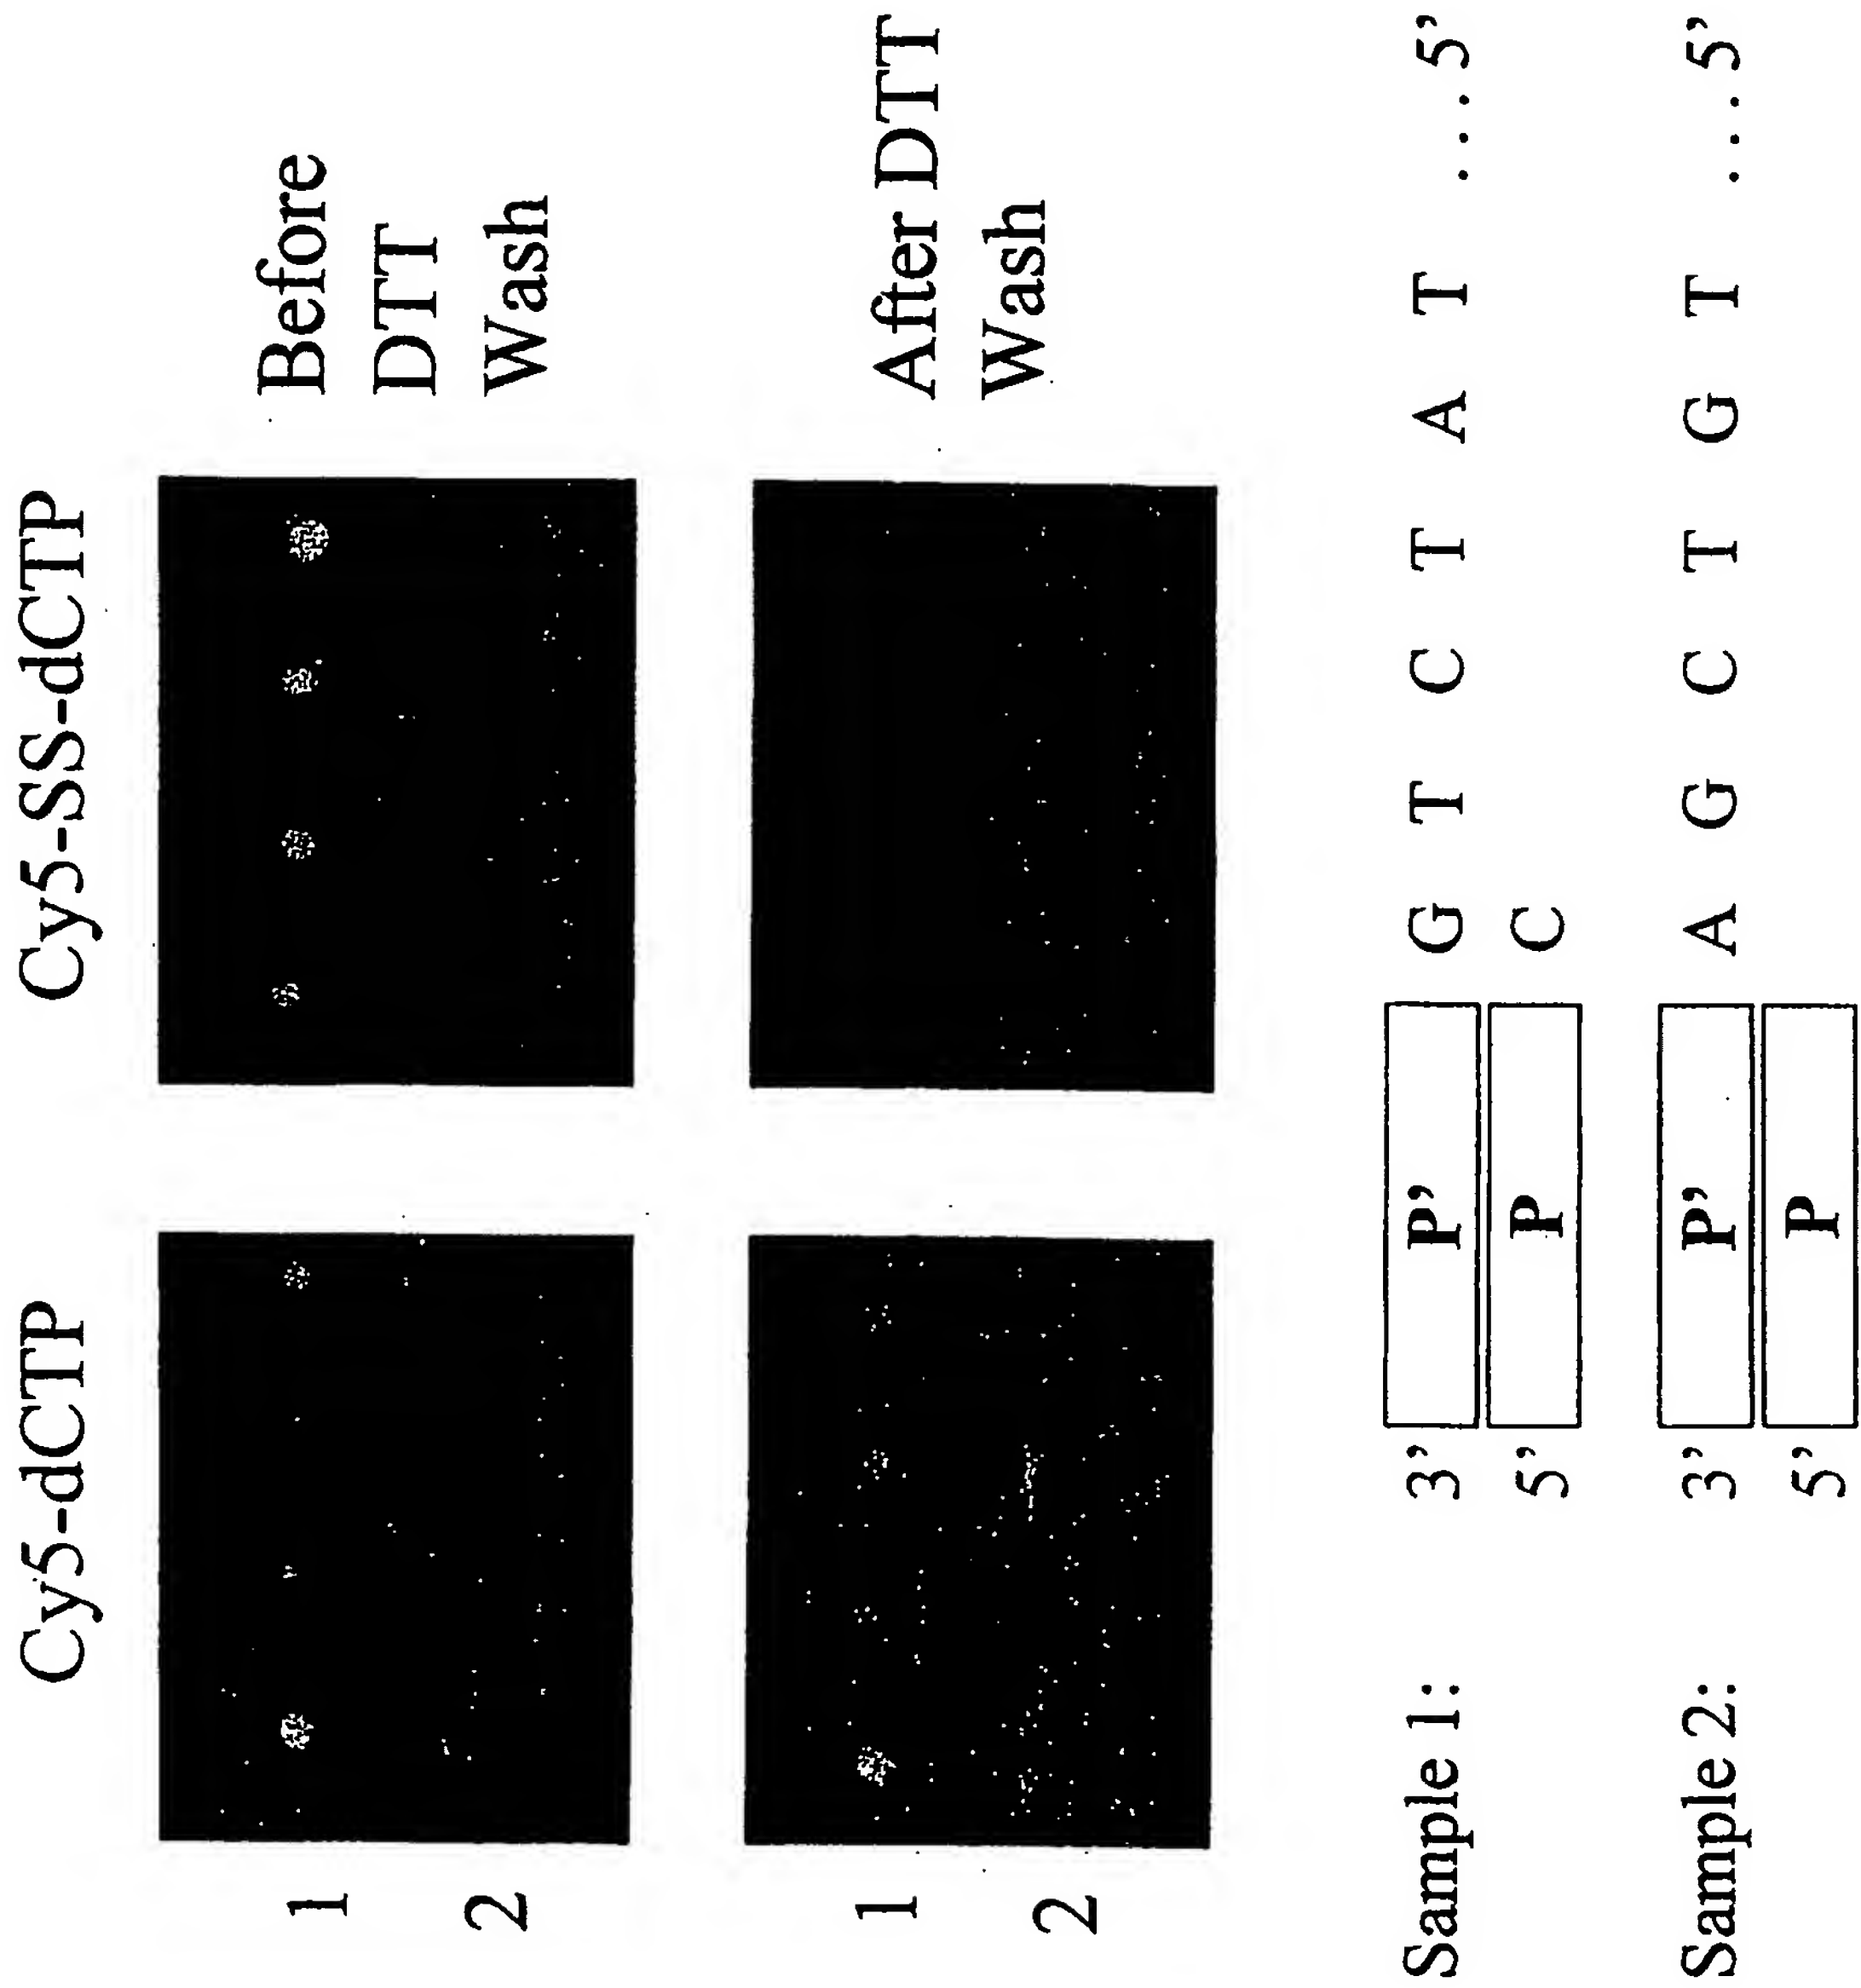 Cy5-dCTP Cy5-SS-dCTP
1
2
Before
DTT
Wash
1
2
After DTT
Wash
Sample 1: 3’ P’ G T C T A T ....5’
5’ P C
Sample 2: 3’ P’ A G C T G T ....5’
5’ P